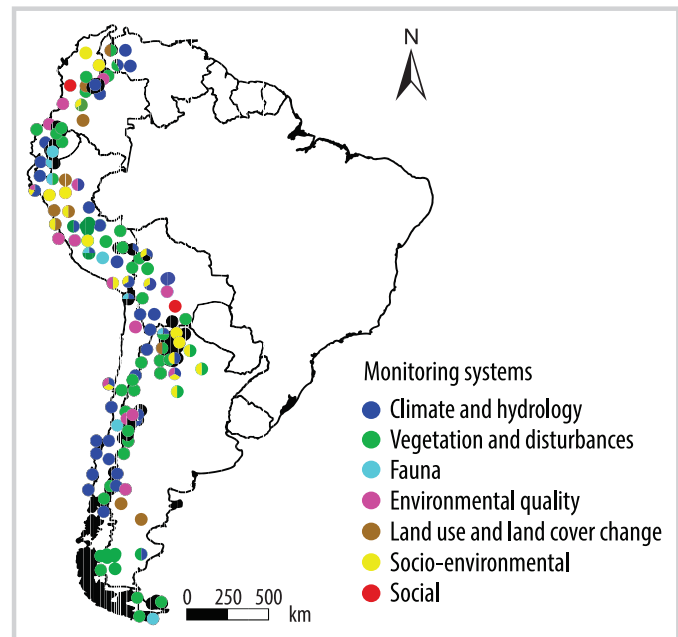 N
Monitoring systems
Climate and hydrology
Vegetation and disturbances
Fauna
Environmental quality
Land use and land cover change
Socio-environmental
Social
0 250 500
km